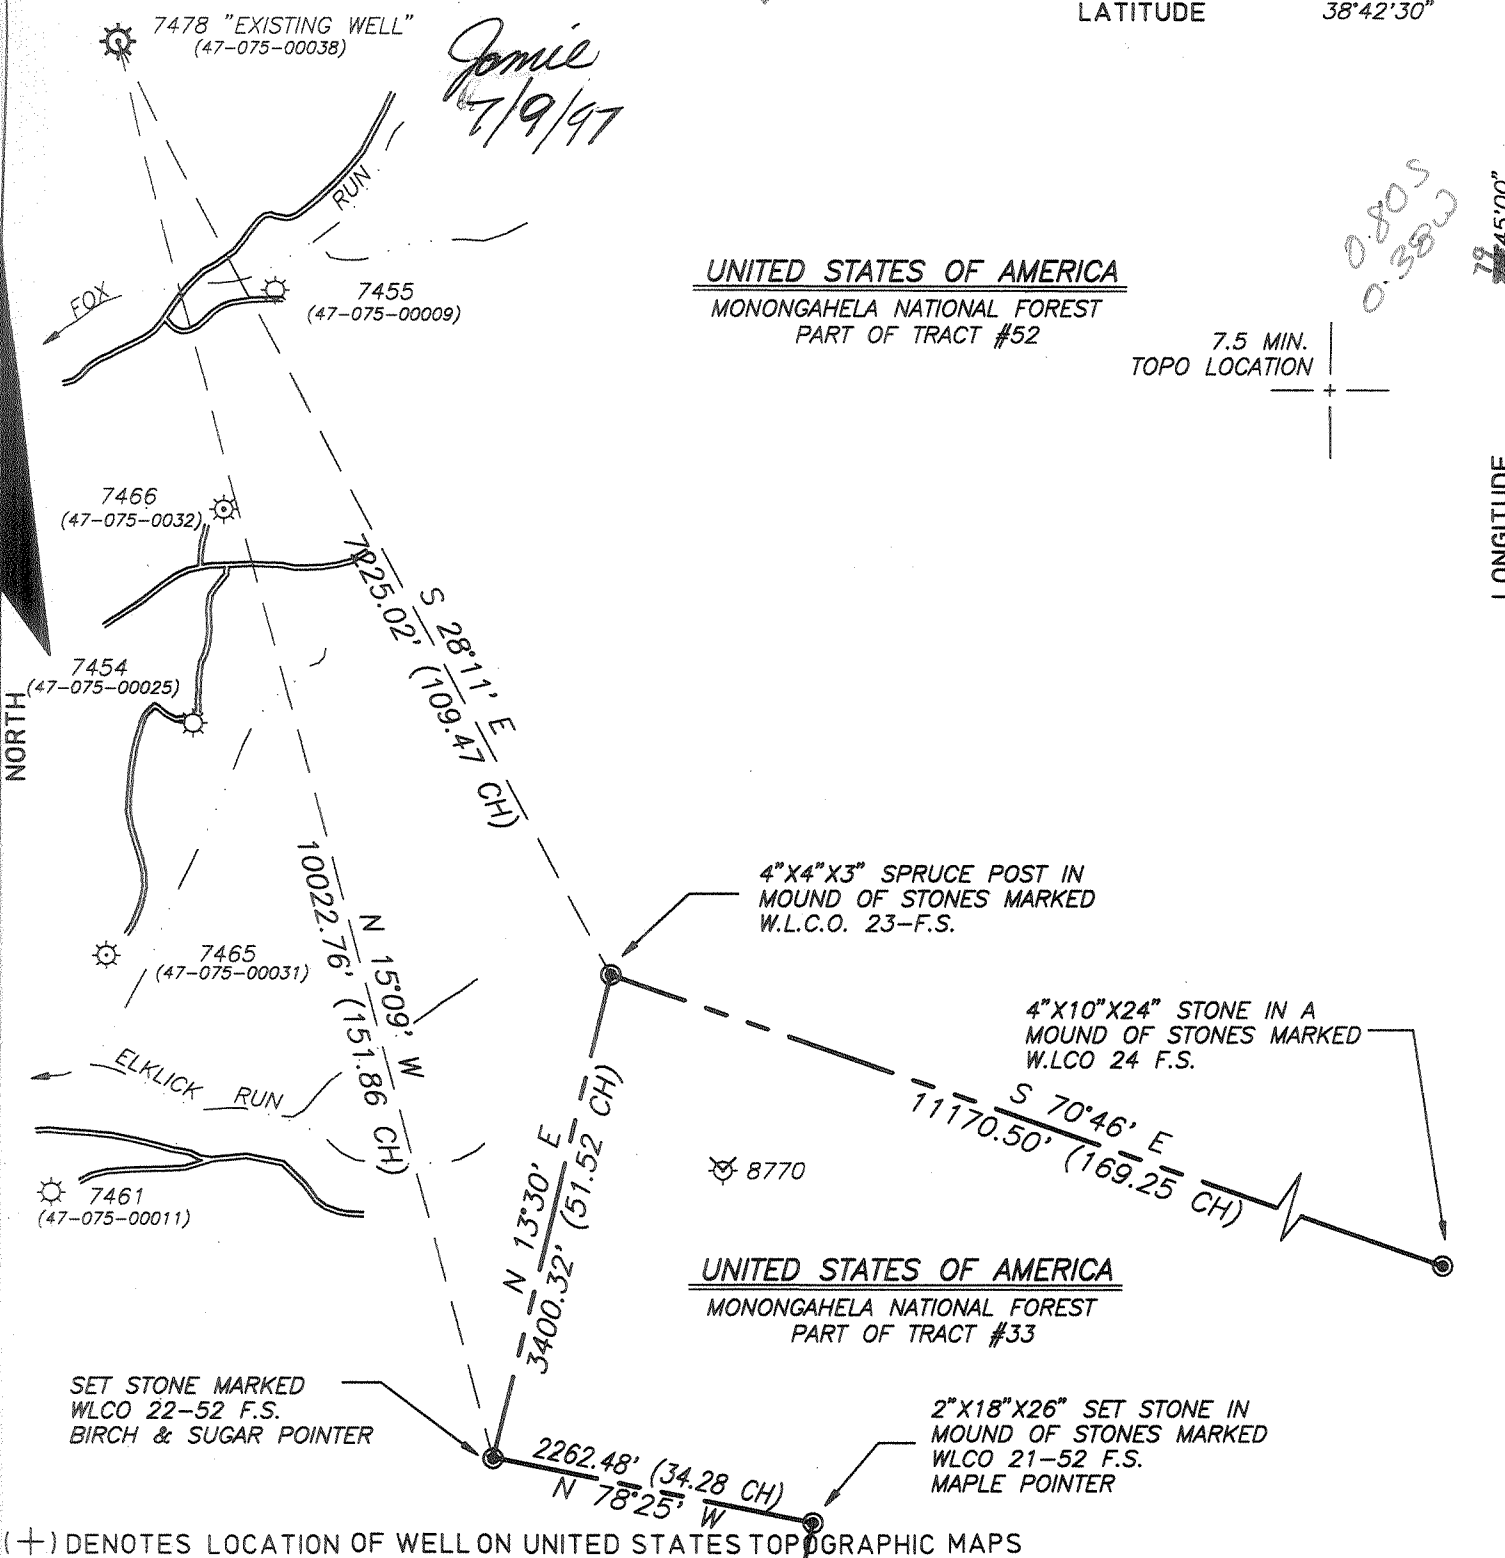 LATITUDE 38°42'30"
7478 "EXISTING WELL"
(47-075-00038)
Jamie
7/9/97
0.80 S
0.38 W
79°45'00"
LONGITUDE
RUN
FOX
7455
(47-075-00009)
UNITED STATES OF AMERICA
MONONGAHELA NATIONAL FOREST
PART OF TRACT #52
7.5 MIN.
TOPO LOCATION
7466
(47-075-0032)
S 28°11' E
7225.02' (109.47 CH)
7454
(47-075-00025)
NORTH
4"X4"X3" SPRUCE POST IN
MOUND OF STONES MARKED
W.L.C.O. 23-F.S.
N 15°09' W
10022.76' (151.86 CH)
7465
(47-075-00031)
4"X10"X24" STONE IN A
MOUND OF STONES MARKED
W.LCO 24 F.S.
ELKLICK RUN
S 70°46' E
11170.50' (169.25 CH)
N 13°30' E
3400.32' (51.52 CH)
8770
7461
(47-075-00011)
UNITED STATES OF AMERICA
MONONGAHELA NATIONAL FOREST
PART OF TRACT #33
SET STONE MARKED
WLCO 22-52 F.S.
BIRCH & SUGAR POINTER
2"X18"X26" SET STONE IN
MOUND OF STONES MARKED
WLCO 21-52 F.S.
MAPLE POINTER
2262.48' (34.28 CH)
N 78°25' W
(+) DENOTES LOCATION OF WELL ON UNITED STATES TOPOGRAPHIC MAPS